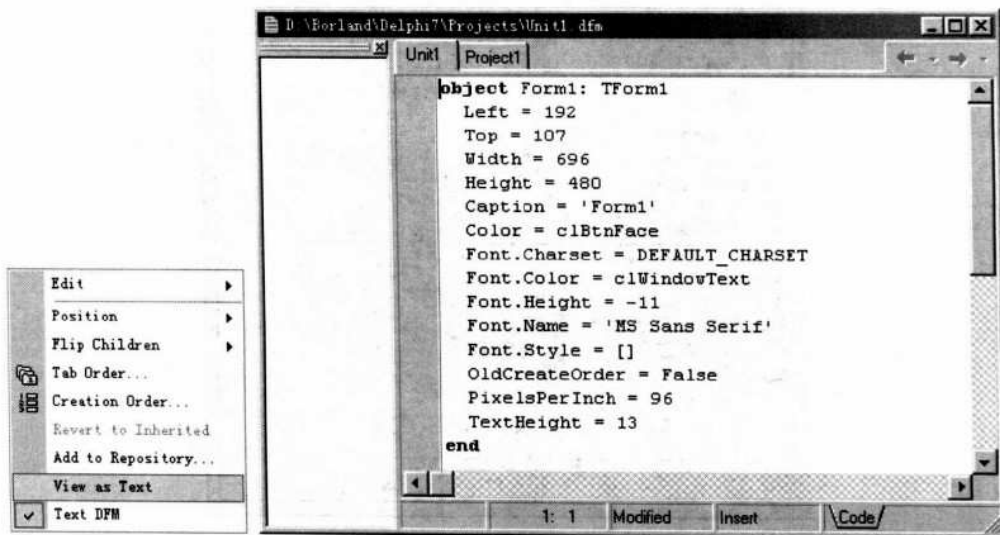 D:\Borland\Delphi7\Projects\Unit1.dfm
Unit1
Project1
object Form1: TForm1
Left = 192
Top = 107
Width = 696
Height = 480
Caption = 'Form1'
Color = clBtnFace
Font.Charset = DEFAULT_CHARSET
Font.Color = clWindowText
Font.Height = -11
Font.Name = 'MS Sans Serif'
Font.Style = []
OldCreateOrder = False
PixelsPerInch = 96
TextHeight = 13
end
1: 1
Modified
Insert
Code
Edit
Position
Flip Children
Tab Order...
Creation Order...
Revert to Inherited
Add to Repository...
View as Text
Text DFM